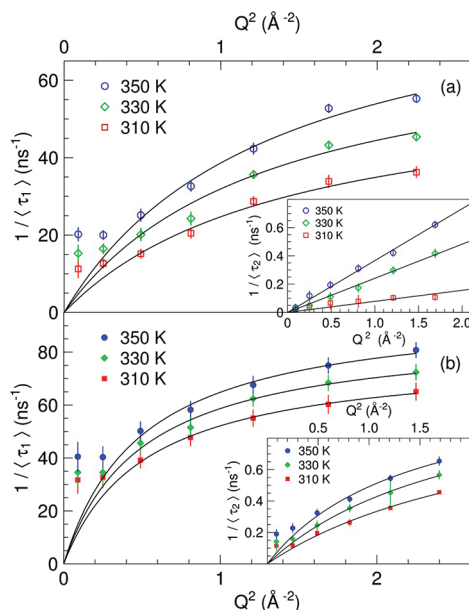 Q² (Å⁻²)
0 1 2
(a)
60
40
20
0
1 / ⟨ τ₁ ⟩ (ns⁻¹)
350 K
330 K
310 K
0.8
0.6
0.4
0.2
0
1 / ⟨ τ₂ ⟩ (ns⁻¹)
350 K
330 K
310 K
0.0 0.5 1.0 1.5 2.0
Q² (Å⁻²)
(b)
80
60
40
20
0
1 / ⟨ τ₁ ⟩ (ns⁻¹)
350 K
330 K
310 K
Q² (Å⁻²)
0.5 1 1.5
0.6
0.4
0.2
1 / ⟨ τ₂ ⟩ (ns⁻¹)
350 K
330 K
310 K
0 1 2
Q² (Å⁻²)